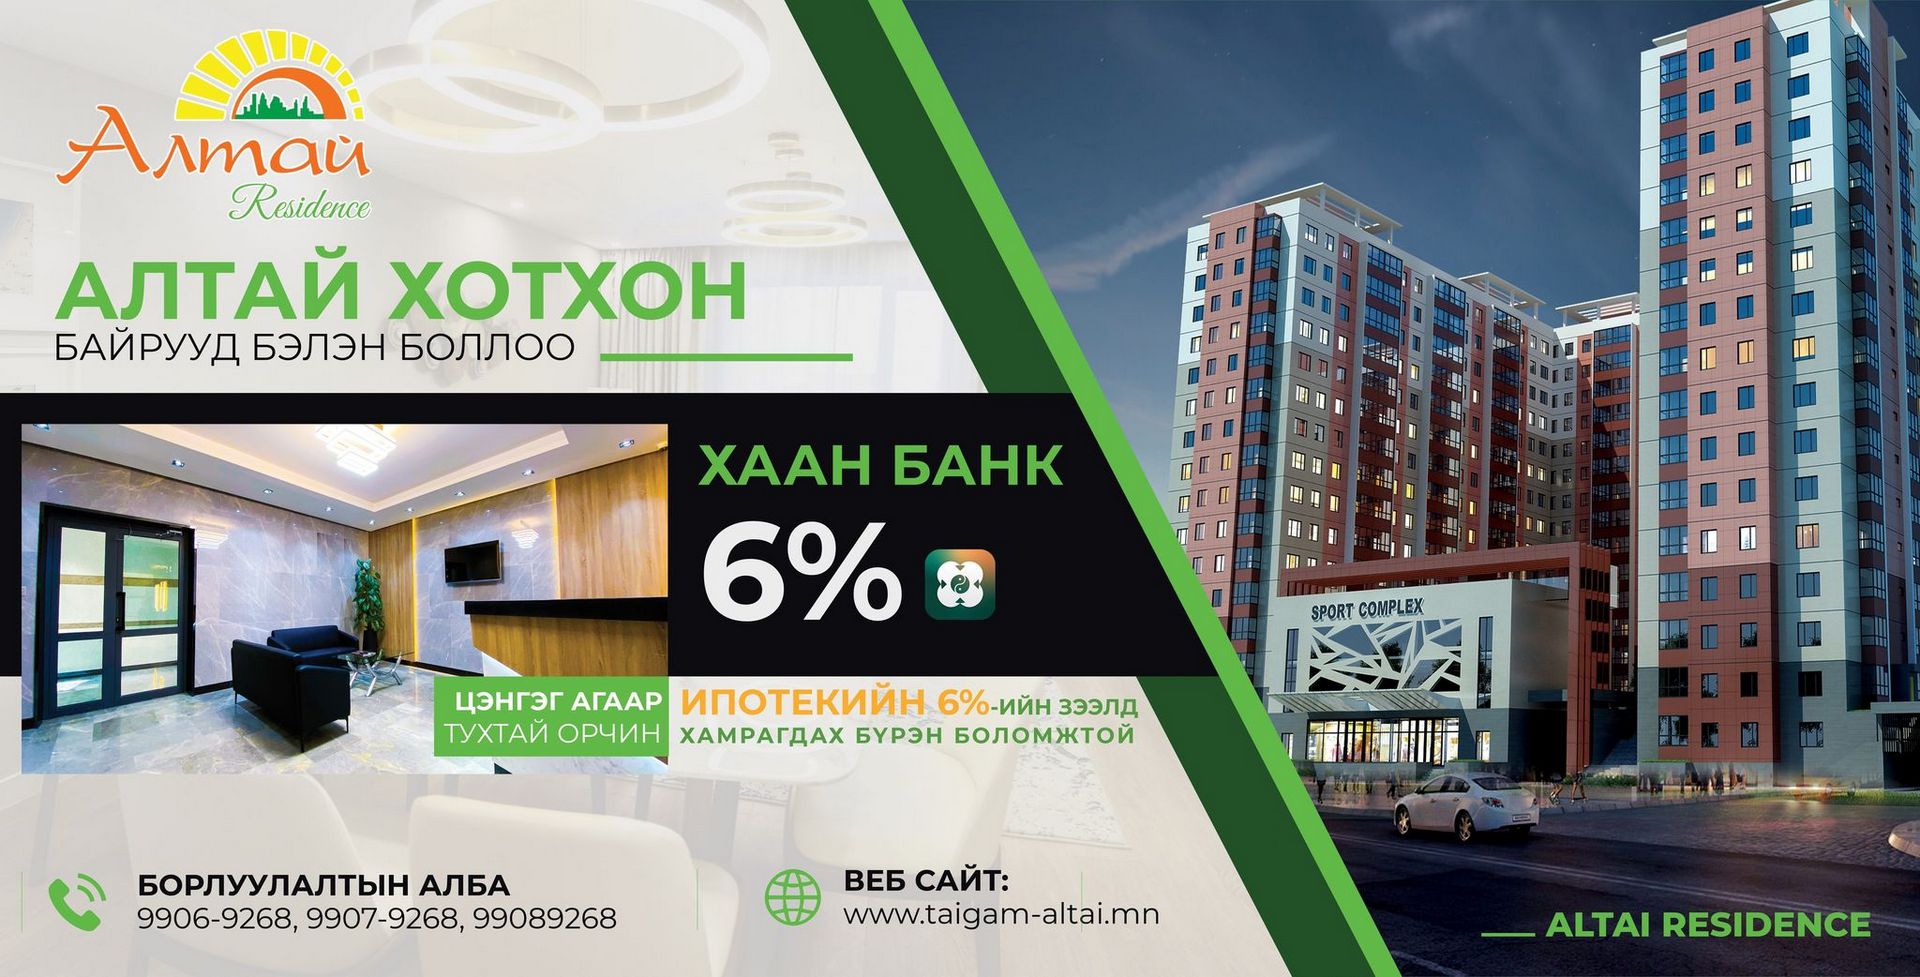 Алтай
Residence
АЛТАЙ ХОТХОН
БАЙРУУД БЭЛЭН БОЛЛОО
ХААН БАНК
6%
ЦЭНГЭГ АГААР
ТУХТАЙ ОРЧИН
ИПОТЕКИЙН 6%-ИЙН ЗЭЭЛД
ХАМРАГДАХ БҮРЭН БОЛОМЖТОЙ
БОРЛУУЛАЛТЫН АЛБА
9906-9268, 9907-9268, 99089268
ВЕБ САЙТ:
www.taigam-altai.mn
SPORT COMPLEX
ALTAI RESIDENCE